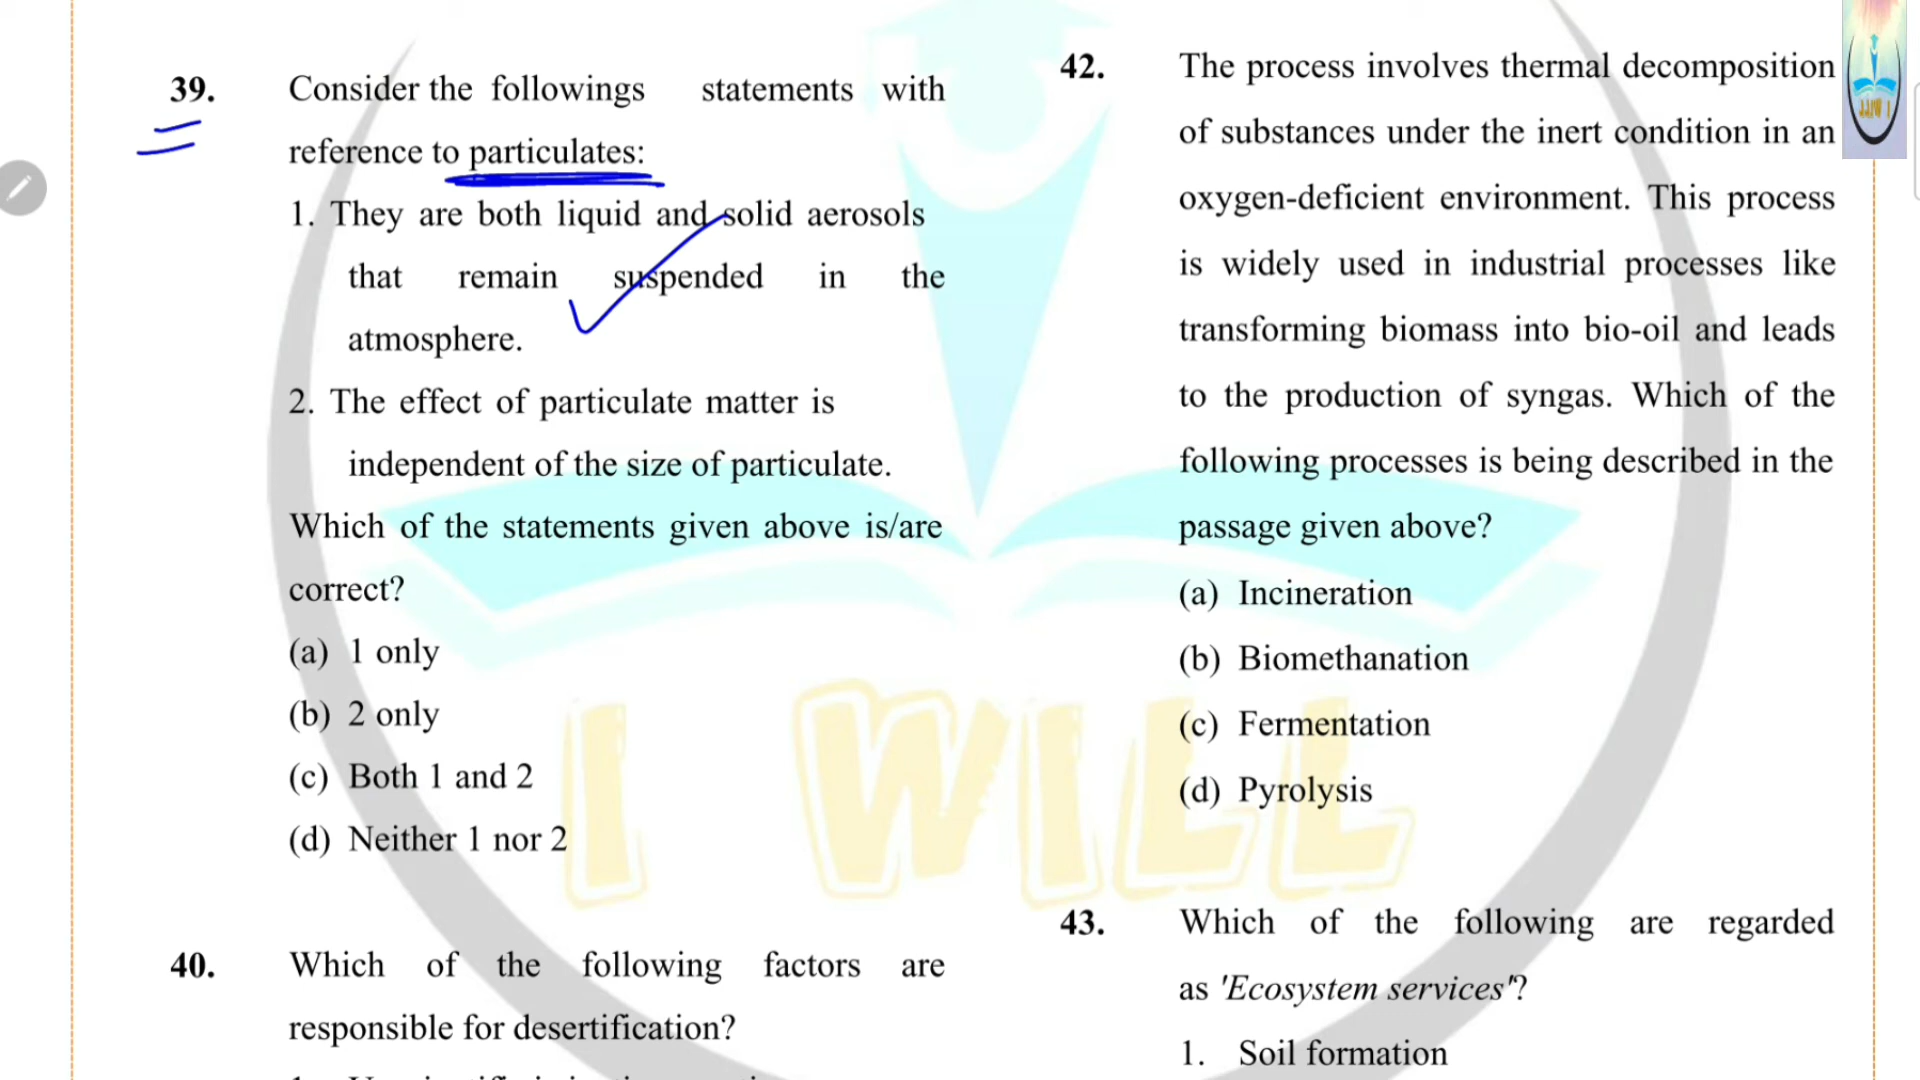 39. Consider the followings statements with
reference to particulates:
1. They are both liquid and solid aerosols
that remain suspended in the
atmosphere.
2. The effect of particulate matter is
independent of the size of particulate.
Which of the statements given above is/are
correct?
(a) 1 only
(b) 2 only
(c) Both 1 and 2
(d) Neither 1 nor 2
40. Which of the following factors are
responsible for desertification?
42. The process involves thermal decomposition
of substances under the inert condition in an
oxygen-deficient environment. This process
is widely used in industrial processes like
transforming biomass into bio-oil and leads
to the production of syngas. Which of the
following processes is being described in the
passage given above?
(a) Incineration
(b) Biomethanation
(c) Fermentation
(d) Pyrolysis
43. Which of the following are regarded
as 'Ecosystem services'?
1. Soil formation
I WILL